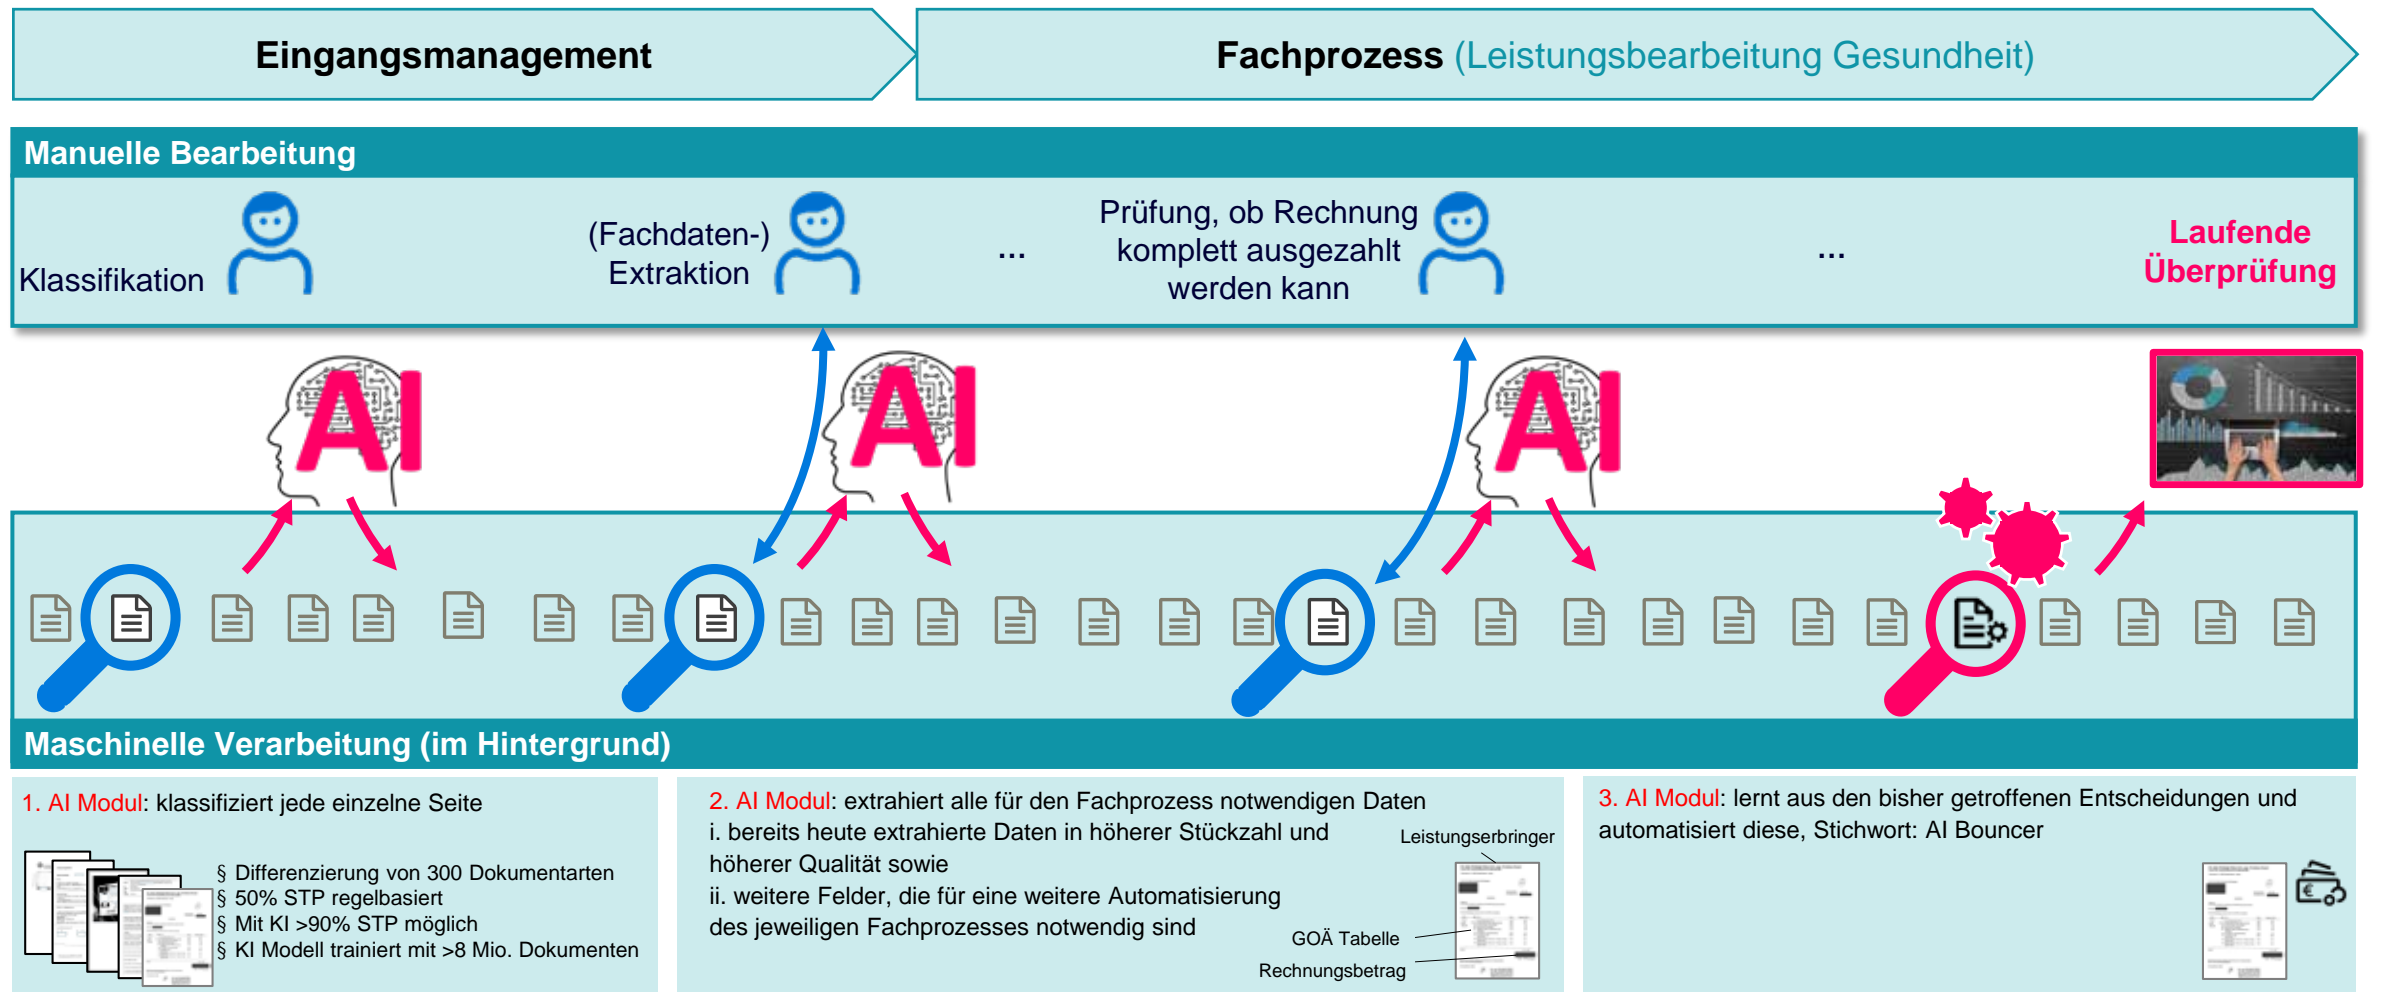 Eingangsmanagement
Fachprozess (Leistungsbearbeitung Gesundheit)
Manuelle Bearbeitung
Klassifikation
(Fachdaten-)
Extraktion
...
Prüfung, ob Rechnung
komplett ausgezahlt
werden kann
...
Laufende
Überprüfung
AI
AI
AI
Maschinelle Verarbeitung (im Hintergrund)
1. AI Modul: klassifiziert jede einzelne Seite
§ Differenzierung von 300 Dokumentarten
§ 50% STP regelbasiert
§ Mit KI >90% STP möglich
§ KI Modell trainiert mit >8 Mio. Dokumenten
2. AI Modul: extrahiert alle für den Fachprozess notwendigen Daten
i. bereits heute extrahierte Daten in höherer Stückzahl und
höherer Qualität sowie
ii. weitere Felder, die für eine weitere Automatisierung
des jeweiligen Fachprozesses notwendig sind
Leistungserbringer
GOÄ Tabelle
Rechnungsbetrag
3. AI Modul: lernt aus den bisher getroffenen Entscheidungen und
automatisiert diese, Stichwort: AI Bouncer
€